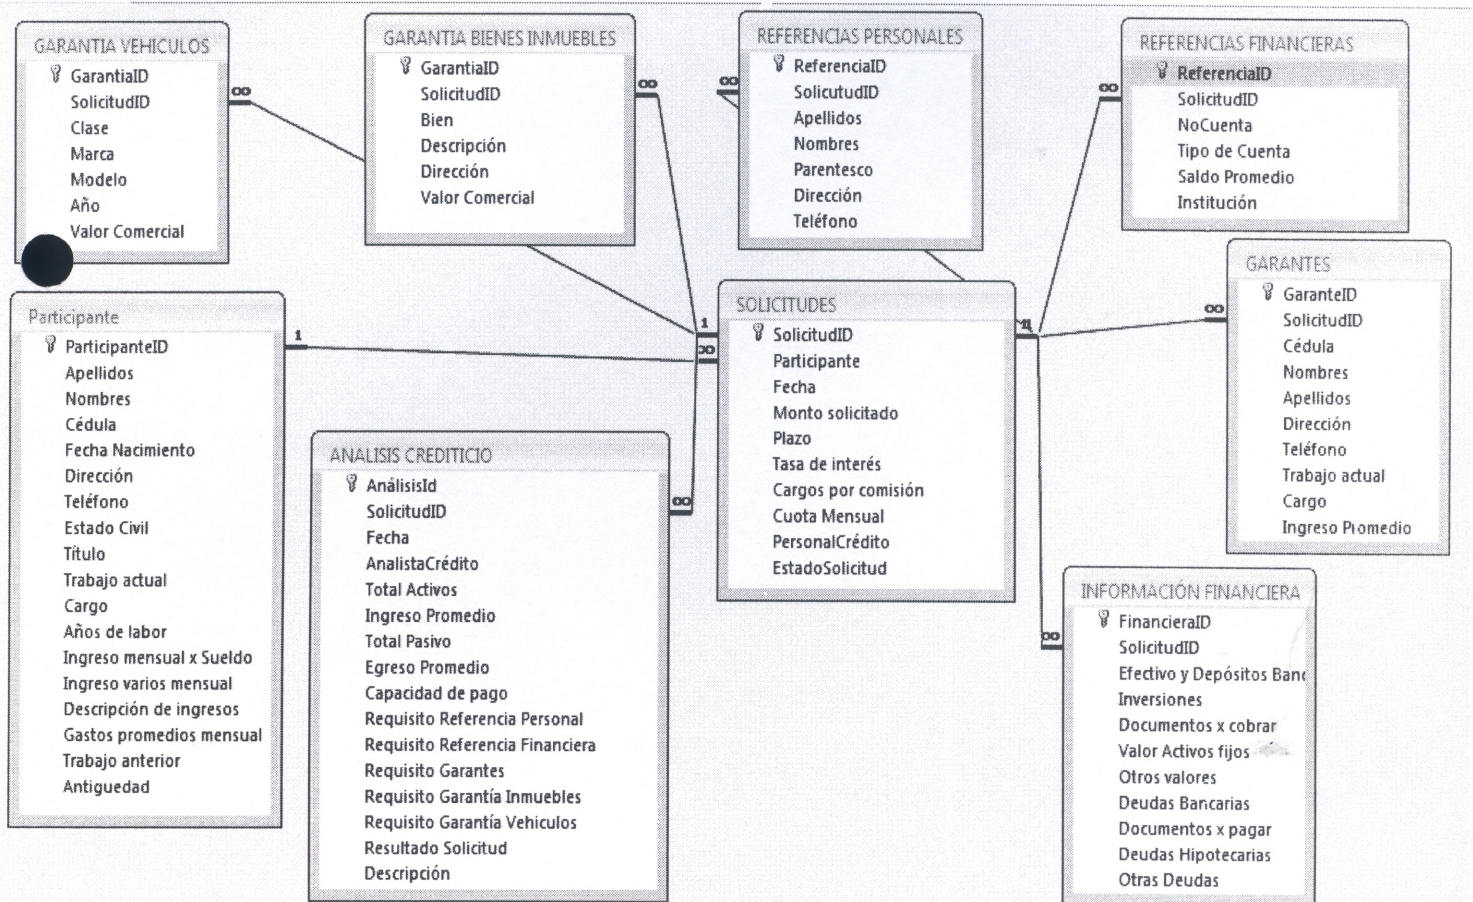 GARANTIA VEHICULOS
GarantiaID
SolicitudID
Clase
Marca
Modelo
Año
Valor Comercial
GARANTIA BIENES INMUEBLES
GarantiaID
SolicitudID
Bien
Descripción
Dirección
Valor Comercial
REFERENCIAS PERSONALES
ReferenciaID
SolicutudID
Apellidos
Nombres
Parentesco
Dirección
Teléfono
REFERENCIAS FINANCIERAS
ReferenciaID
SolicitudID
NoCuenta
Tipo de Cuenta
Saldo Promedio
Institución
Participante
ParticipanteID
Apellidos
Nombres
Cédula
Fecha Nacimiento
Dirección
Teléfono
Estado Civil
Título
Trabajo actual
Cargo
Años de labor
Ingreso mensual x Sueldo
Ingreso varios mensual
Descripción de ingresos
Gastos promedios mensual
Trabajo anterior
Antiguedad
ANALISIS CREDITICIO
AnálisisId
SolicitudID
Fecha
AnalistaCrédito
Total Activos
Ingreso Promedio
Total Pasivo
Egreso Promedio
Capacidad de pago
Requisito Referencia Personal
Requisito Referencia Financiera
Requisito Garantes
Requisito Garantía Inmuebles
Requisito Garantía Vehiculos
Resultado Solicitud
Descripción
SOLICITUDES
SolicitudID
Participante
Fecha
Monto solicitado
Plazo
Tasa de interés
Cargos por comisión
Cuota Mensual
PersonalCrédito
EstadoSolicitud
GARANTES
GaranteID
SolicitudID
Cédula
Nombres
Apellidos
Dirección
Teléfono
Trabajo actual
Cargo
Ingreso Promedio
INFORMACIÓN FINANCIERA
FinancieraID
SolicitudID
Efectivo y Depósitos Banc
Inversiones
Documentos x cobrar
Valor Activos fijos
Otros valores
Deudas Bancarias
Documentos x pagar
Deudas Hipotecarias
Otras Deudas
∞
∞
∞
∞
∞
1
1
∞
∞
1
∞